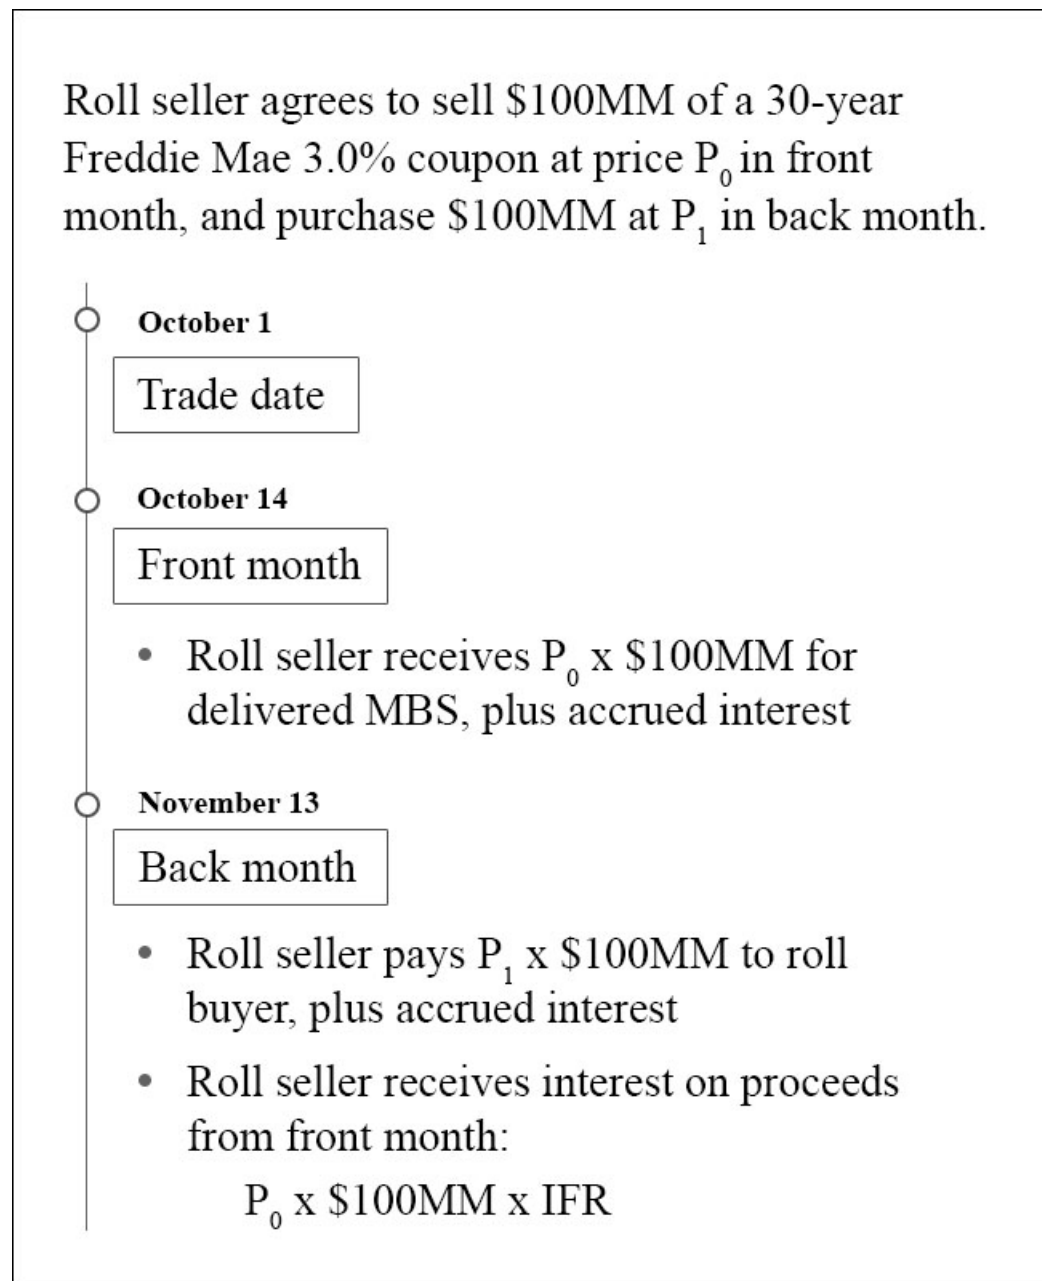 Roll seller agrees to sell $100MM of a 30-year
Freddie Mae 3.0% coupon at price P₀ in front
month, and purchase $100MM at P₁ in back month.
October 1
Trade date
October 14
Front month
• Roll seller receives P₀ x $100MM for
delivered MBS, plus accrued interest
November 13
Back month
• Roll seller pays P₁ x $100MM to roll
buyer, plus accrued interest
• Roll seller receives interest on proceeds
from front month:
P₀ x $100MM x IFR